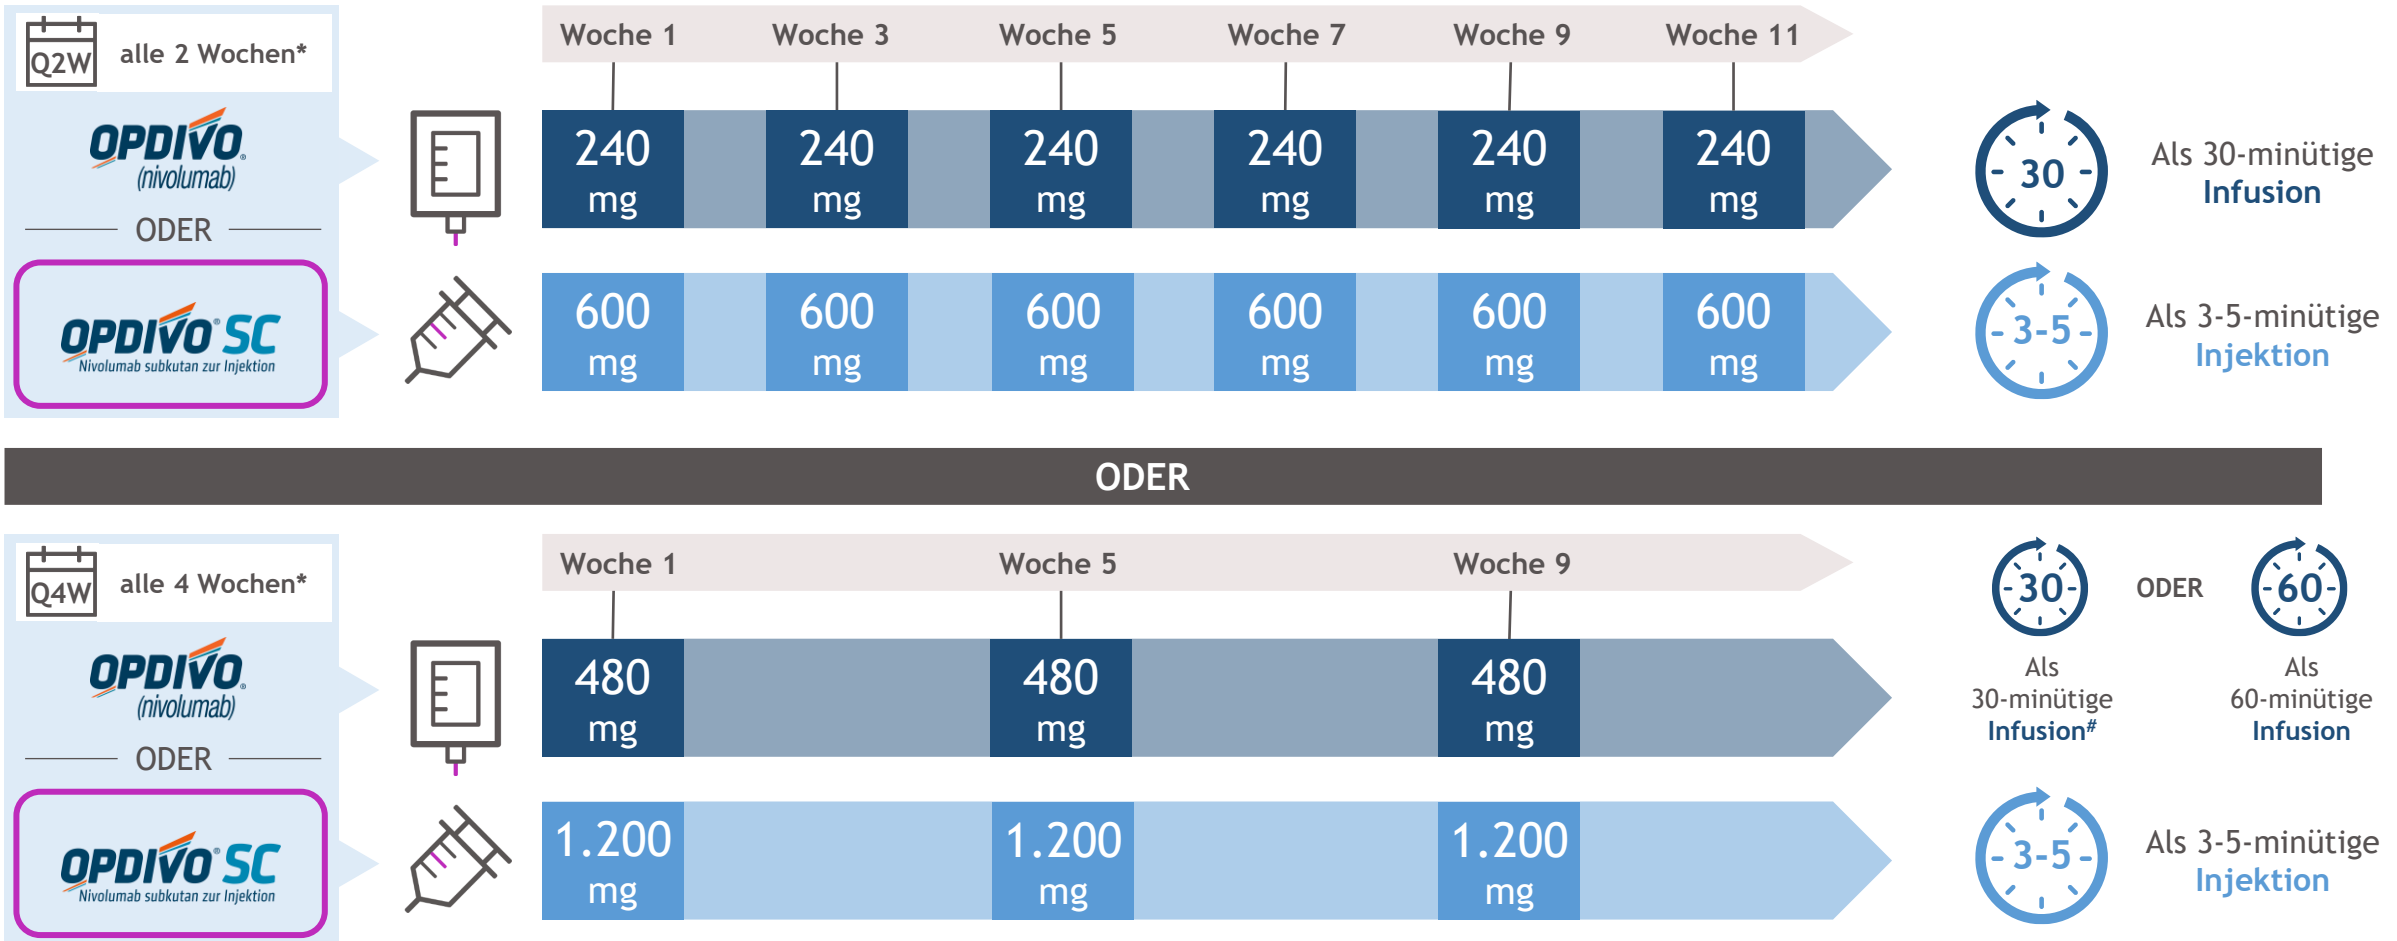 Q2W alle 2 Wochen*
Woche 1 Woche 3 Woche 5 Woche 7 Woche 9 Woche 11
OPDIVO®
(nivolumab)
240 240 240 240 240 240
mg mg mg mg mg mg
30
Als 30-minütige
Infusion
ODER
OPDIVO® SC
Nivolumab subkutan zur Injektion
600 600 600 600 600 600
mg mg mg mg mg mg
3-5
Als 3-5-minütige
Injektion
ODER
Q4W alle 4 Wochen*
Woche 1 Woche 5 Woche 9
OPDIVO®
(nivolumab)
480 480 480
mg mg mg
30 ODER 60
Als
30-minütige
Infusion#
Als
60-minütige
Infusion
ODER
OPDIVO® SC
Nivolumab subkutan zur Injektion
1.200 1.200 1.200
mg mg mg
3-5
Als 3-5-minütige
Injektion